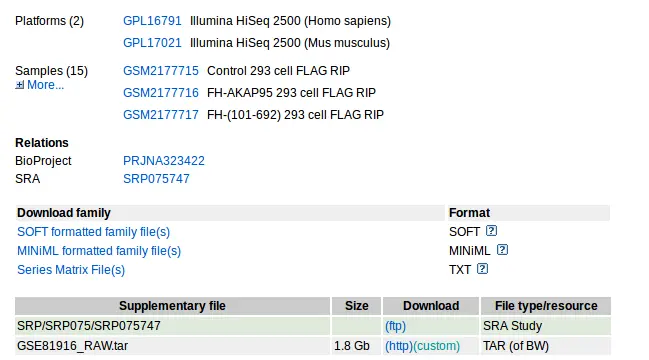 Platforms (2) GPL16791 Illumina HiSeq 2500 (Homo sapiens)
GPL17021 Illumina HiSeq 2500 (Mus musculus)
Samples (15) GSM2177715 Control 293 cell FLAG RIP
More... GSM2177716 FH-AKAP95 293 cell FLAG RIP
GSM2177717 FH-(101-692) 293 cell FLAG RIP
Relations
BioProject PRJNA323422
SRA SRP075747
Download family Format
SOFT formatted family file(s) SOFT ?
MINiML formatted family file(s) MINiML ?
Series Matrix File(s) TXT ?
Supplementary file Size Download File type/resource
SRP/SRP075/SRP075747 (ftp) SRA Study
GSE81916_RAW.tar 1.8 Gb (http)(custom) TAR (of BW)